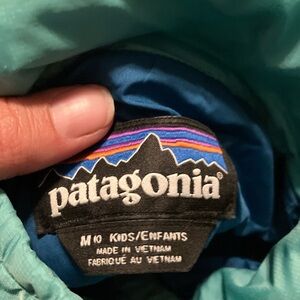 patagonia®
M 10 KIDS/ENFANTS
MADE IN VIETNAM
FABRIQUÉ AU VIETNAM